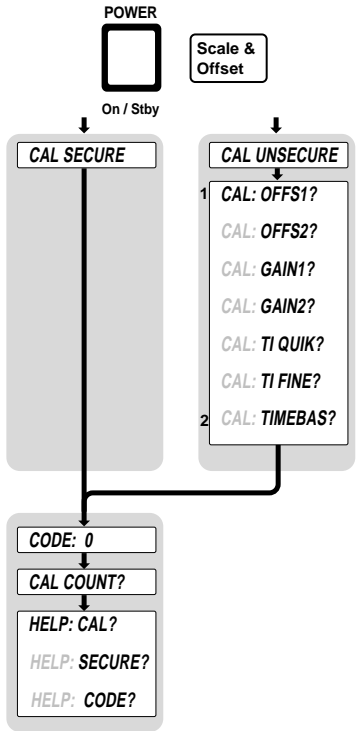 POWER
Scale &
Offset
On / Stby
CAL SECURE
CAL UNSECURE
1 CAL: OFFS1?
CAL: OFFS2?
CAL: GAIN1?
CAL: GAIN2?
CAL: TI QUIK?
CAL: TI FINE?
2 CAL: TIMEBAS?
CODE: 0
CAL COUNT?
HELP: CAL?
HELP: SECURE?
HELP: CODE?